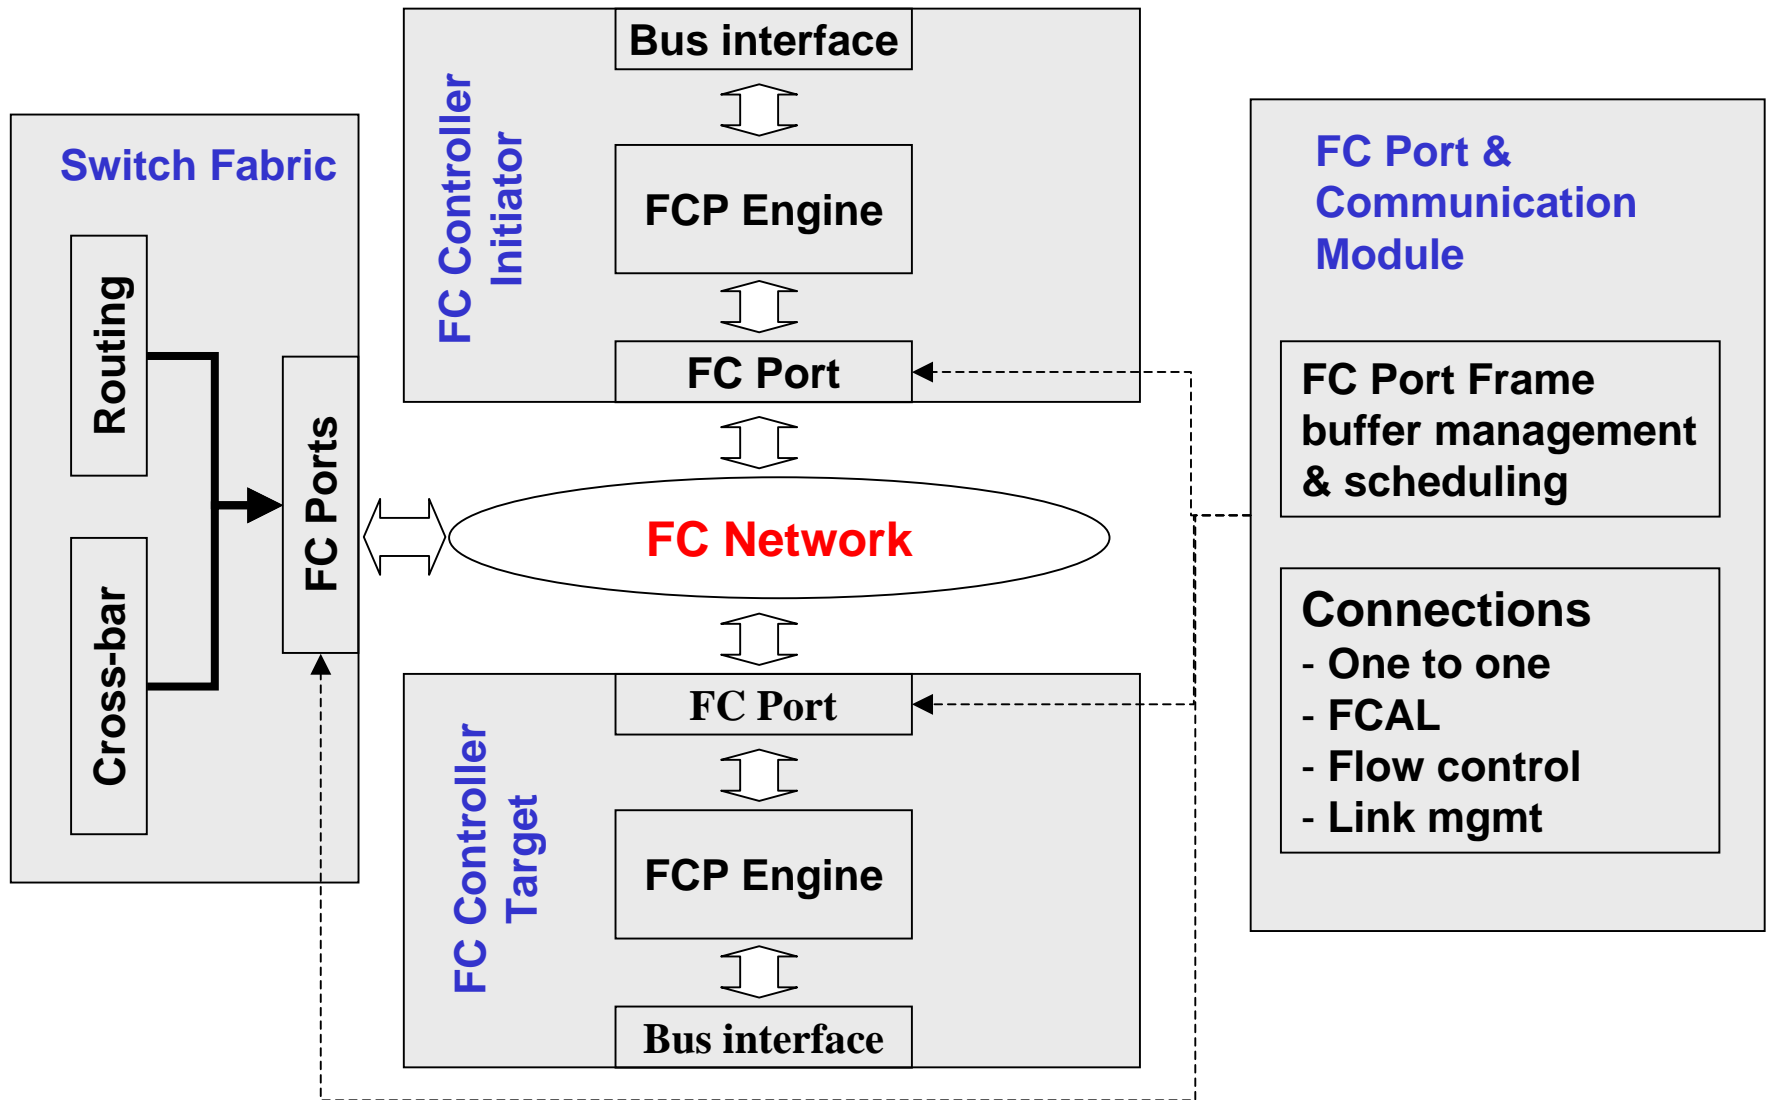 Switch Fabric
Routing
Cross-bar
FC Ports
FC Controller
Initiator
Bus interface
FCP Engine
FC Port
FC Network
FC Controller
Target
FC Port
FCP Engine
Bus interface
FC Port &
Communication
Module
FC Port Frame
buffer management
& scheduling
Connections
- One to one
- FCAL
- Flow control
- Link mgmt